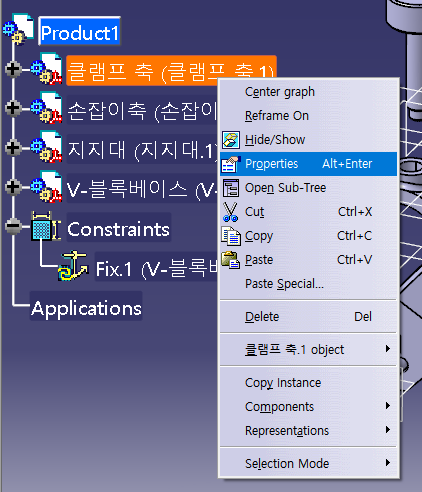 Product1
클램프 축 (클램프 축.1)
손잡이축 (손잡이
지지대 (지지대.1)
V-블록베이스 (V-
Constraints
Fix.1 (V-블록베
Applications
Center graph
Reframe On
Hide/Show
Properties Alt+Enter
Open Sub-Tree
Cut Ctrl+X
Copy Ctrl+C
Paste Ctrl+V
Paste Special...
Delete Del
클램프 축.1 object
Copy Instance
Components
Representations
Selection Mode